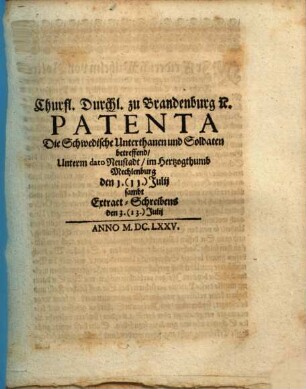 Churfl. Durchl. zu Brandenburg ꝛc.
PATENTA
Die Schwedische Unterthanen und Soldaten
betreffend/
Unterm dato Neustadt/ im Hertzogthumb
Mechlenburg
den 3. (13.) Julij
sambt
Extract-Schreibens
den 3. (13.) Julij
ANNO M. DC. LXXV.